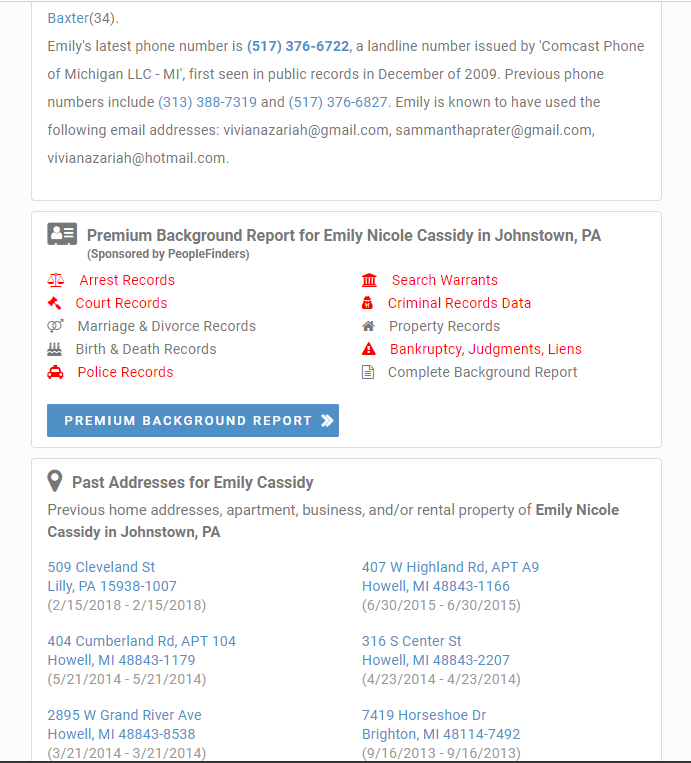 Baxter(34).
Emily's latest phone number is (517) 376-6722, a landline number issued by 'Comcast Phone
of Michigan LLC - MI', first seen in public records in December of 2009. Previous phone
numbers include (313) 388-7319 and (517) 376-6827. Emily is known to have used the
following email addresses: vivianazariah@gmail.com, sammanthaprater@gmail.com,
vivianazariah@hotmail.com.
Premium Background Report for Emily Nicole Cassidy in Johnstown, PA
(Sponsored by PeopleFinders)
Arrest Records
Search Warrants
Court Records
Criminal Records Data
Marriage & Divorce Records
Property Records
Birth & Death Records
Bankruptcy, Judgments, Liens
Police Records
Complete Background Report
PREMIUM BACKGROUND REPORT
Past Addresses for Emily Cassidy
Previous home addresses, apartment, business, and/or rental property of Emily Nicole
Cassidy in Johnstown, PA
509 Cleveland St
Lilly, PA 15938-1007
(2/15/2018 - 2/15/2018)
407 W Highland Rd, APT A9
Howell, MI 48843-1166
(6/30/2015 - 6/30/2015)
404 Cumberland Rd, APT 104
Howell, MI 48843-1179
(5/21/2014 - 5/21/2014)
316 S Center St
Howell, MI 48843-2207
(4/23/2014 - 4/23/2014)
2895 W Grand River Ave
Howell, MI 48843-8538
(3/21/2014 - 3/21/2014)
7419 Horseshoe Dr
Brighton, MI 48114-7492
(9/16/2013 - 9/16/2013)